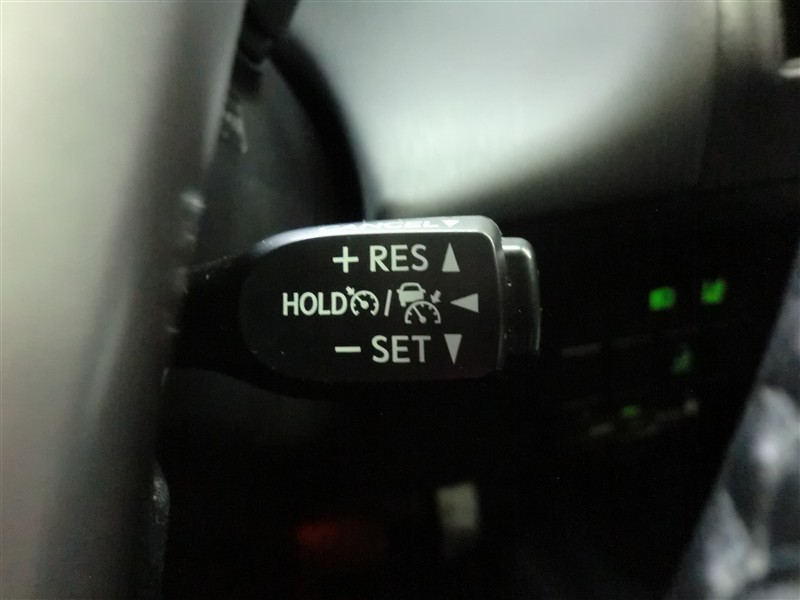 CANCEL▼
+ RES ▲
HOLD / ◀
− SET ▼